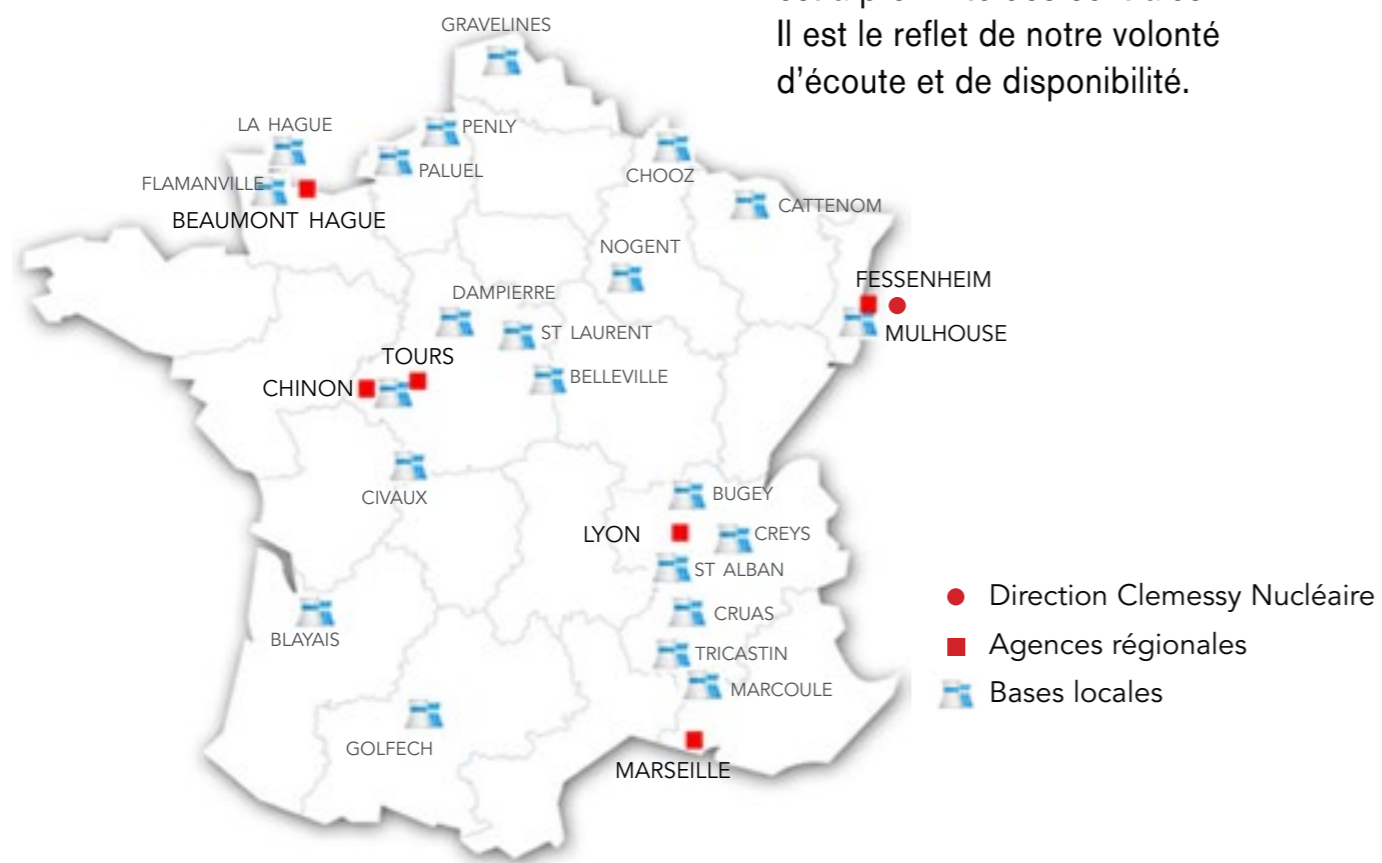 Il est le reflet de notre volonté
d'écoute et de disponibilité.
GRAVELINES
LA HAGUE
PENLY
PALUEL
CHOOZ
FLAMANVILLE
CATTENOM
BEAUMONT HAGUE
NOGENT
FESSENHEIM
DAMPIERRE
ST LAURENT
MULHOUSE
TOURS
CHINON
BELLEVILLE
CIVAUX
BUGEY
LYON
CREYS
ST ALBAN
CRUAS
BLAYAIS
TRICASTIN
MARCOULE
GOLFECH
MARSEILLE
Direction Clemessy Nucléaire
Agences régionales
Bases locales